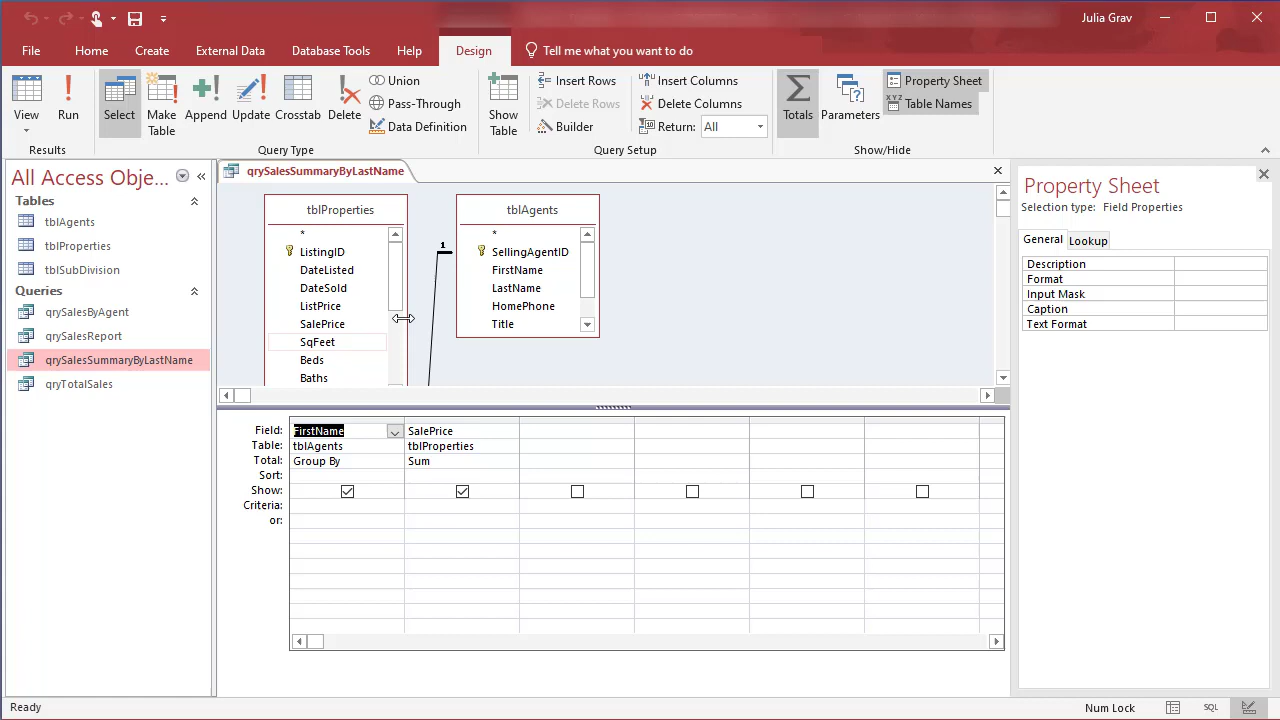 Julia Grav
File Home Create External Data Database Tools Help Design Tell me what you want to do
View Run Select Make Table Append Update Crosstab Delete
Union
Pass-Through
Data Definition
Show Table
Insert Rows
Delete Rows
Builder
Insert Columns
Delete Columns
Return: All
Σ Totals Parameters
Property Sheet
XYZ Table Names
Results Query Type Query Setup Show/Hide
All Access Obje...
Tables
tblAgents
tblProperties
tblSubDivision
Queries
qrySalesByAgent
qrySalesReport
qrySalesSummaryByLastName
qryTotalSales
qrySalesSummaryByLastName
tblProperties
*
ListingID
DateListed
DateSold
ListPrice
SalePrice
SqFeet
Beds
Baths
1
tblAgents
*
SellingAgentID
FirstName
LastName
HomePhone
Title
Field: FirstName SalePrice
Table: tblAgents tblProperties
Total: Group By Sum
Sort:
Show:
Criteria:
or:
Property Sheet
Selection type: Field Properties
General Lookup
Description
Format
Input Mask
Caption
Text Format
Ready Num Lock SQL